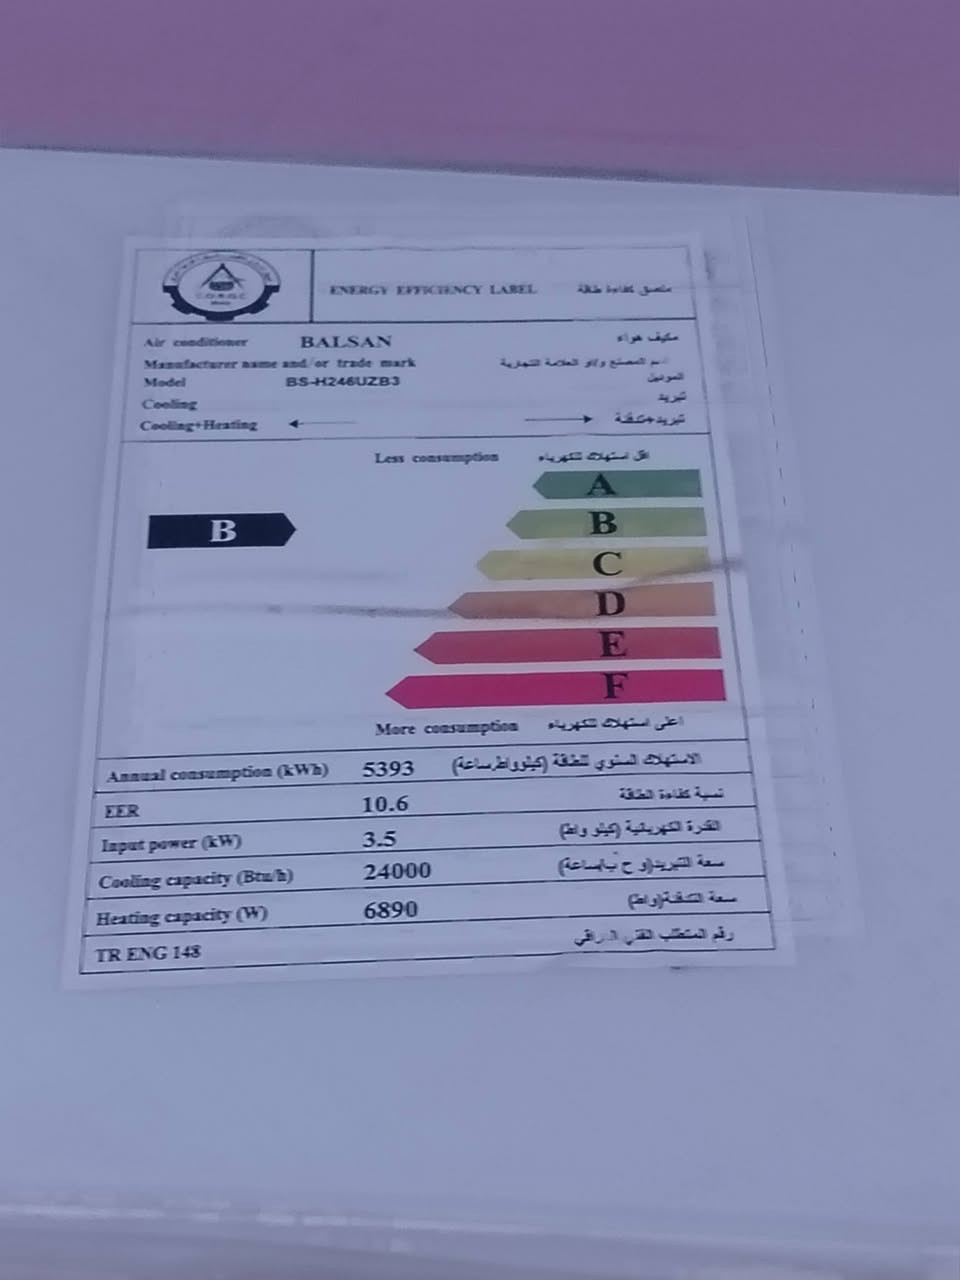 C.O.S.Q.C
ENERGY EFFICIENCY LABEL ملصق كفاءة طاقة
Air conditioner BALSAN مكيف هواء
Manufacturer name and/or trade mark اسم المصنع و/او العلامة التجارية
Model BS-H246UZB3 الموديل
Cooling تبريد
Cooling+Heating تبريد+تدفئة
Less consumption اقل استهلاك للكهرباء
A
B
B
C
D
E
F
More consumption اعلى استهلاك للكهرباء
Annual consumption (kWh) 5393 الاستهلاك السنوي للطاقة (كيلوواط.ساعة)
EER 10.6 نسبة كفاءة الطاقة
Input power (kW) 3.5 القدرة الكهربائية (كيلو واط)
Cooling capacity (Btu/h) 24000 سعة التبريد(و ح ب/ساعة)
Heating capacity (W) 6890 سعة التدفئة(واط)
TR ENG 148 رقم المتطلب الفني العراقي